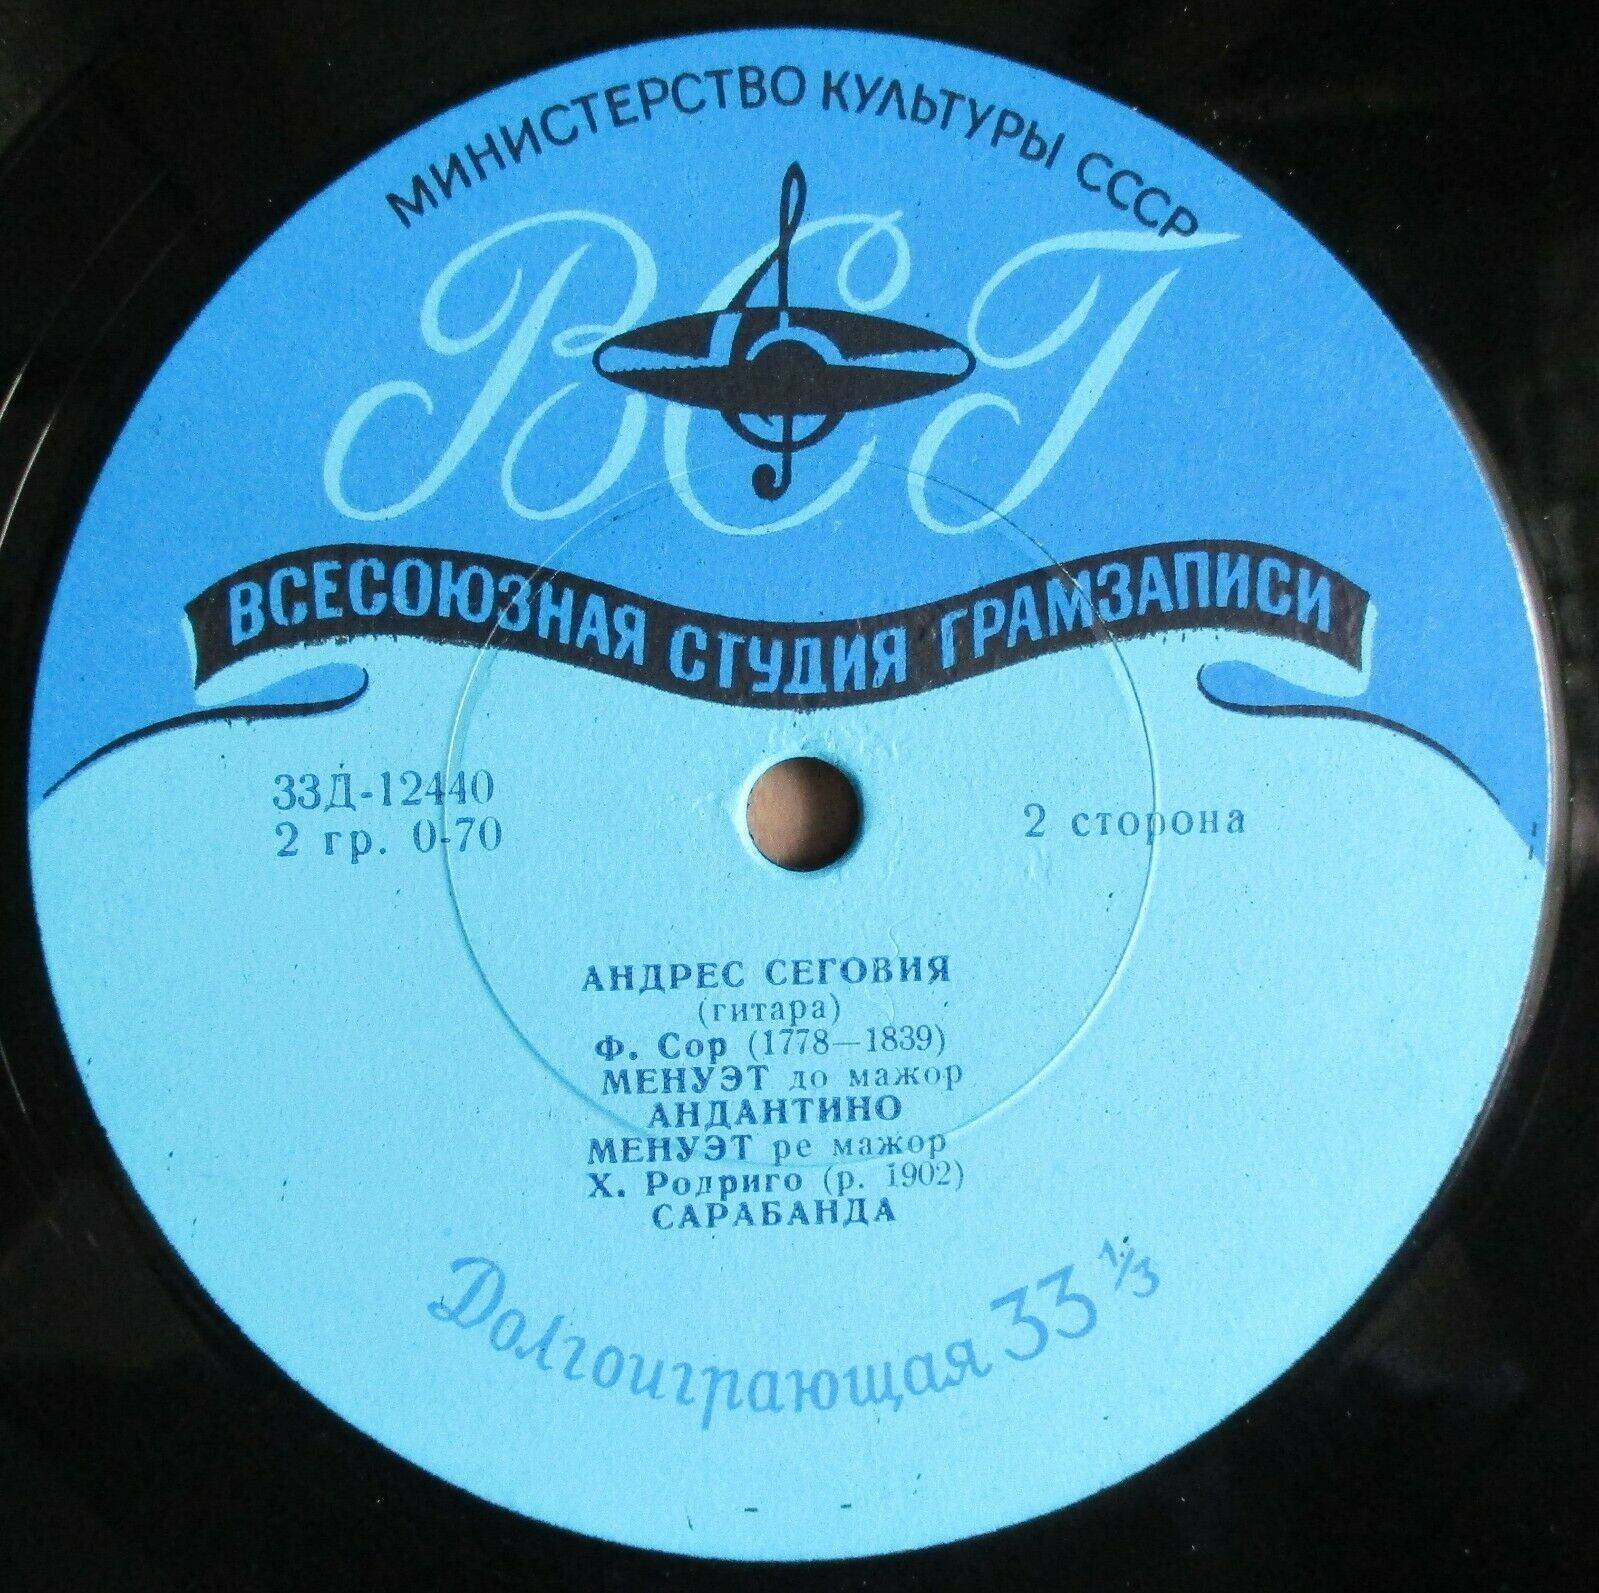 МИНИСТЕРСТВО КУЛЬТУРЫ СССР
ВСГ
ВСЕСОЮЗНАЯ СТУДИЯ ГРАМЗАПИСИ
33Д-12440
2 гр. 0-70
2 сторона
АНДРЕС СЕГОВИЯ
(гитара)
Ф. Сор (1778—1839)
МЕНУЭТ до мажор
АНДАНТИНО
МЕНУЭТ ре мажор
Х. Родриго (р. 1902)
САРАБАНДА
Долгоиграющая 33 1/3